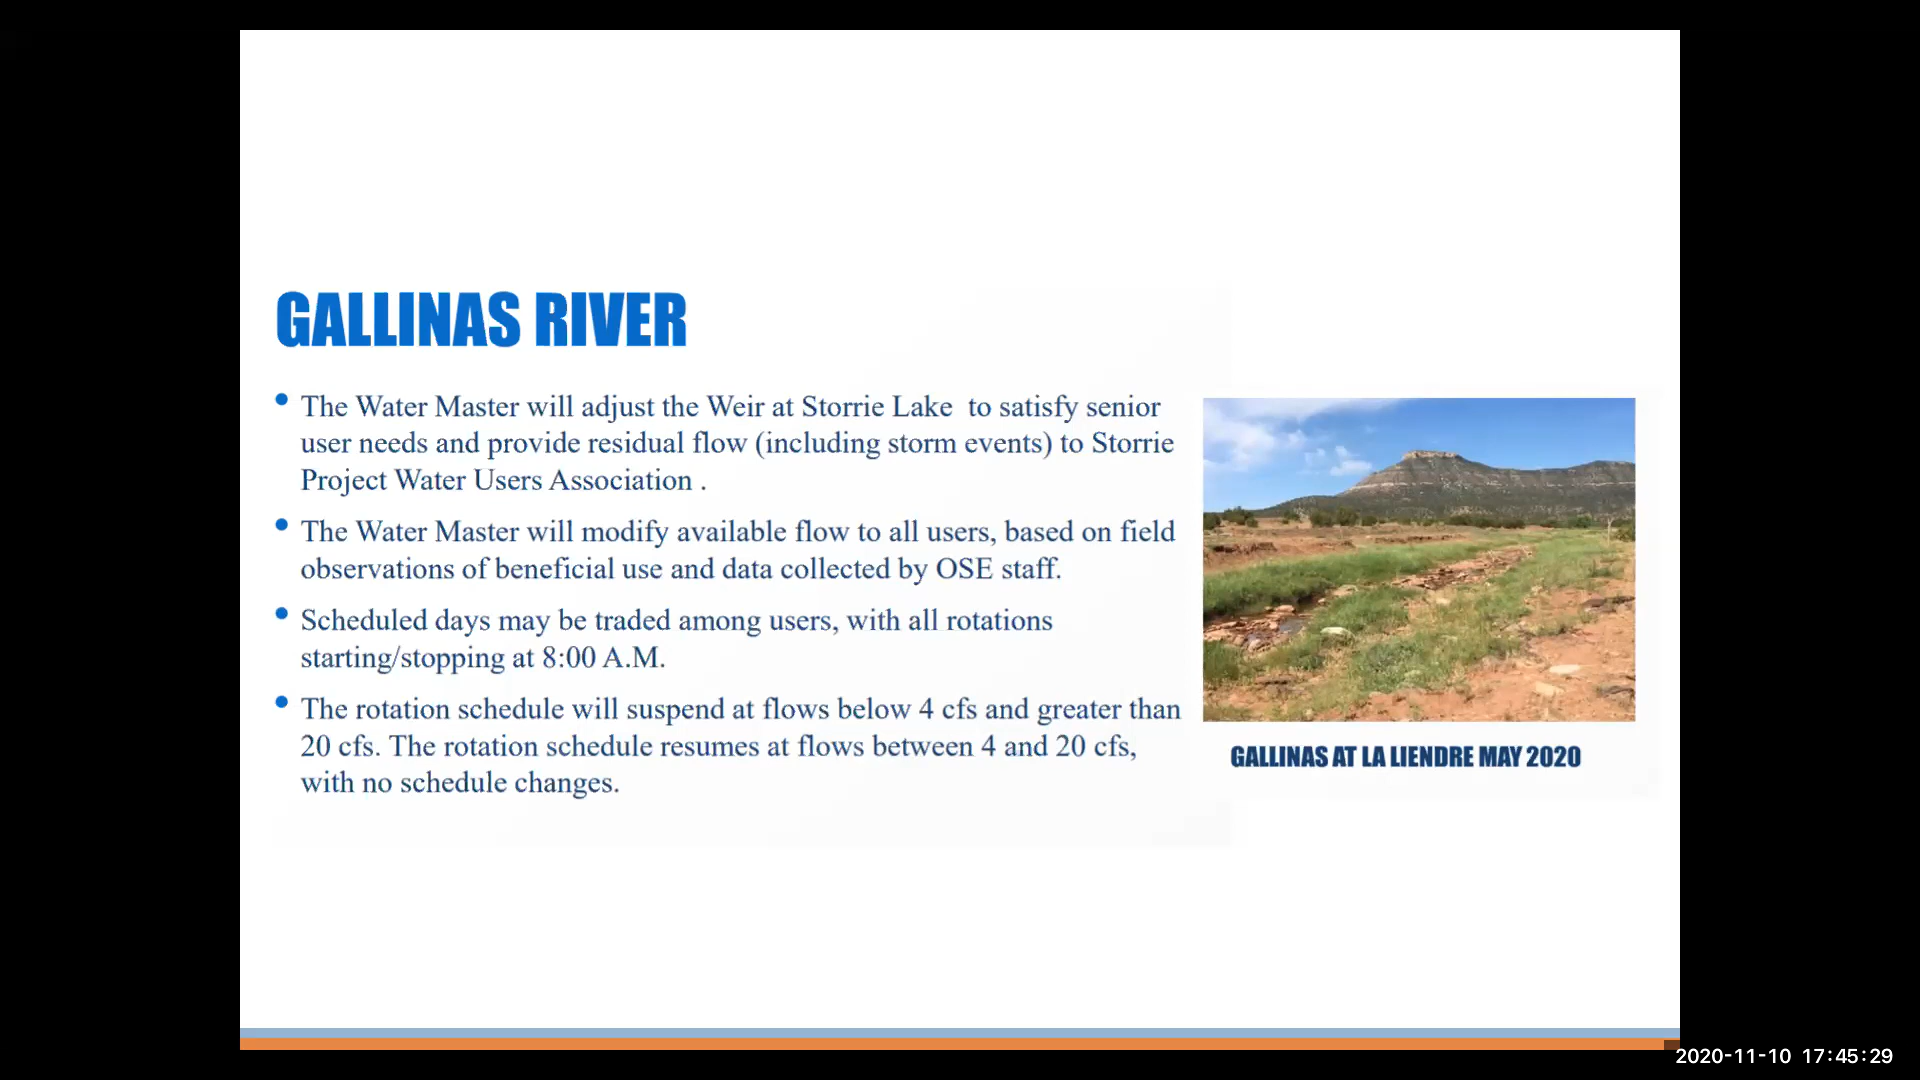 GALLINAS RIVER
• The Water Master will adjust the Weir at Storrie Lake  to satisfy senior
user needs and provide residual flow (including storm events) to Storrie
Project Water Users Association .
• The Water Master will modify available flow to all users, based on field
observations of beneficial use and data collected by OSE staff.
• Scheduled days may be traded among users, with all rotations
starting/stopping at 8:00 A.M.
• The rotation schedule will suspend at flows below 4 cfs and greater than
20 cfs. The rotation schedule resumes at flows between 4 and 20 cfs,
with no schedule changes.
GALLINAS AT LA LIENDRE MAY 2020
2020-11-10 17:45:29